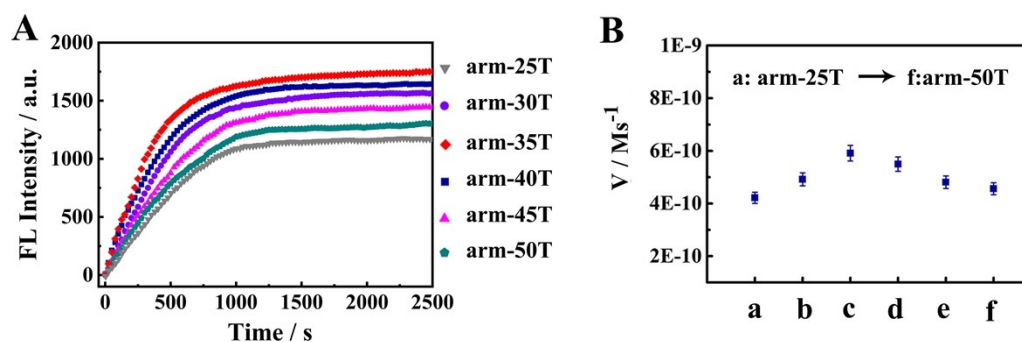 A
FL Intensity / a.u.
2000
1500
1000
500
0
0 500 1000 1500 2000 2500
Time / s
arm-25T
arm-30T
arm-35T
arm-40T
arm-45T
arm-50T
B
V / Ms⁻¹
1E-9
8E-10
6E-10
4E-10
2E-10
a: arm-25T → f:arm-50T
a b c d e f